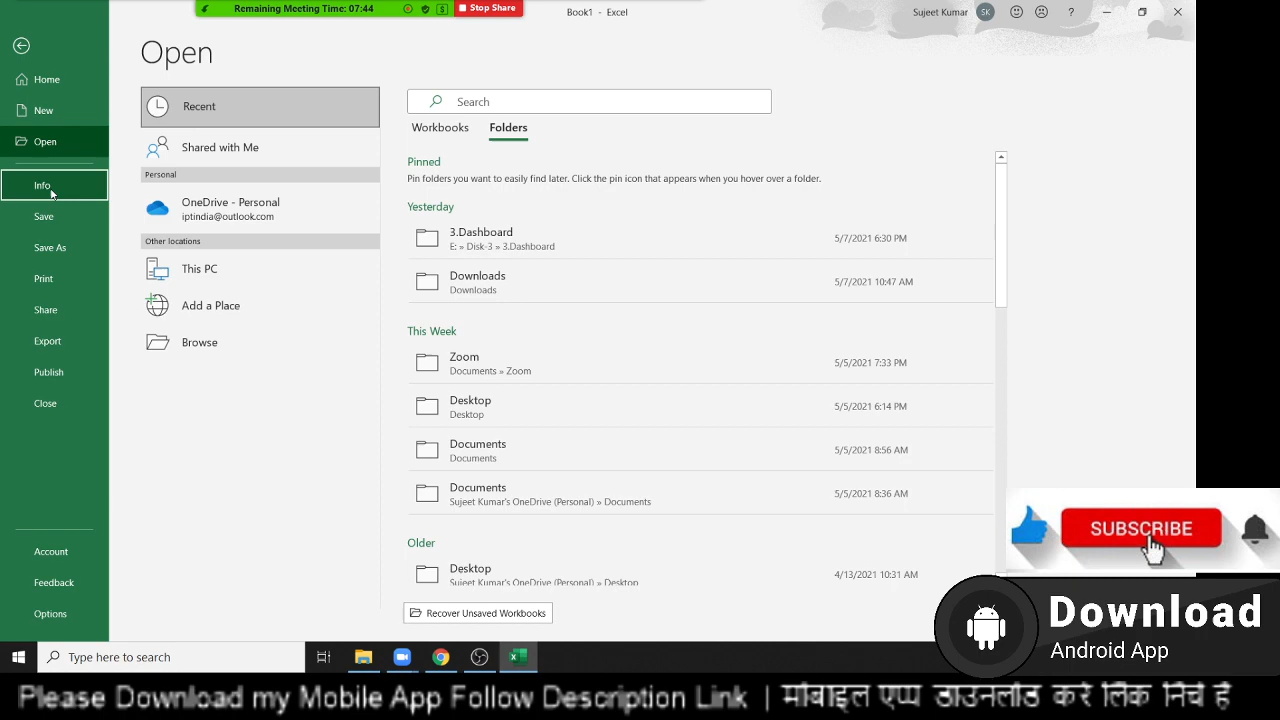 Remaining Meeting Time: 07:44
Stop Share
Book1 - Excel
Sujeet Kumar
SK
?
Open
Home
New
Open
Info
Save
Save As
Print
Share
Export
Publish
Close
Account
Feedback
Options
Recent
Shared with Me
Personal
OneDrive - Personal
iptindia@outlook.com
Other locations
This PC
Add a Place
Browse
Search
Workbooks Folders
Pinned
Pin folders you want to easily find later. Click the pin icon that appears when you hover over a folder.
Yesterday
3.Dashboard
E: » Disk-3 » 3.Dashboard
5/7/2021 6:30 PM
Downloads
Downloads
5/7/2021 10:47 AM
This Week
Zoom
Documents » Zoom
5/5/2021 7:33 PM
Desktop
Desktop
5/5/2021 6:14 PM
Documents
Documents
5/5/2021 8:56 AM
Documents
Sujeet Kumar's OneDrive (Personal) » Documents
5/5/2021 8:36 AM
Older
Desktop
Sujeet Kumar's OneDrive (Personal) » Desktop
4/13/2021 10:31 AM
Recover Unsaved Workbooks
SUBSCRIBE
Download
Android App
Type here to search
Please Download my Mobile App Follow Description Link | मोबाइल एप्प डाउनलोड करे लिंक निचे है